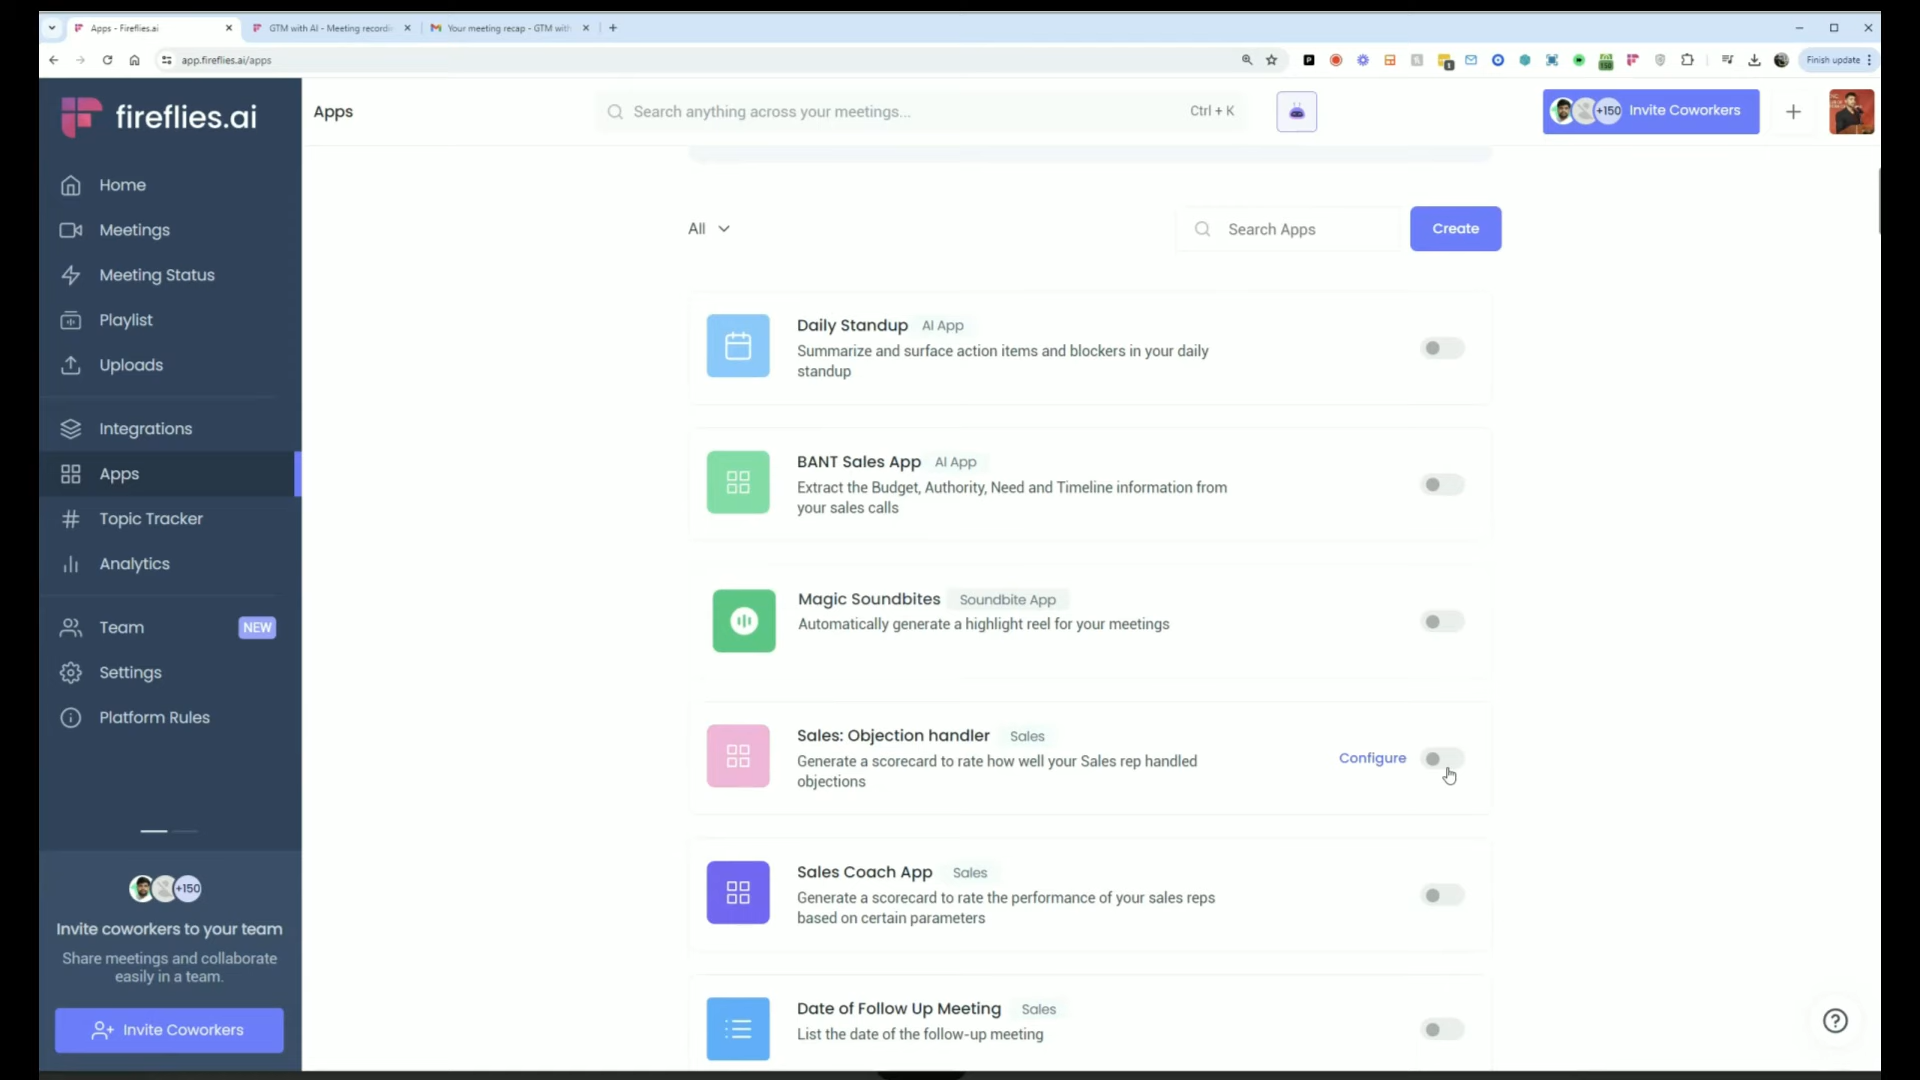 Apps - Fireflies.ai
GTM with AI - Meeting recordi
Your meeting recap - GTM with
app.fireflies.ai/apps
Finish update
fireflies.ai
Apps
Search anything across your meetings...
Ctrl + K
+150
Invite Coworkers
Home
Meetings
Meeting Status
Playlist
Uploads
Integrations
Apps
Topic Tracker
Analytics
Team
NEW
Settings
Platform Rules
+150
Invite coworkers to your team
Share meetings and collaborate
easily in a team.
Invite Coworkers
All
Search Apps
Create
Daily Standup
AI App
Summarize and surface action items and blockers in your daily
standup
BANT Sales App
AI App
Extract the Budget, Authority, Need and Timeline information from
your sales calls
Magic Soundbites
Soundbite App
Automatically generate a highlight reel for your meetings
Sales: Objection handler
Sales
Generate a scorecard to rate how well your Sales rep handled
objections
Configure
Sales Coach App
Sales
Generate a scorecard to rate the performance of your sales reps
based on certain parameters
Date of Follow Up Meeting
Sales
List the date of the follow-up meeting